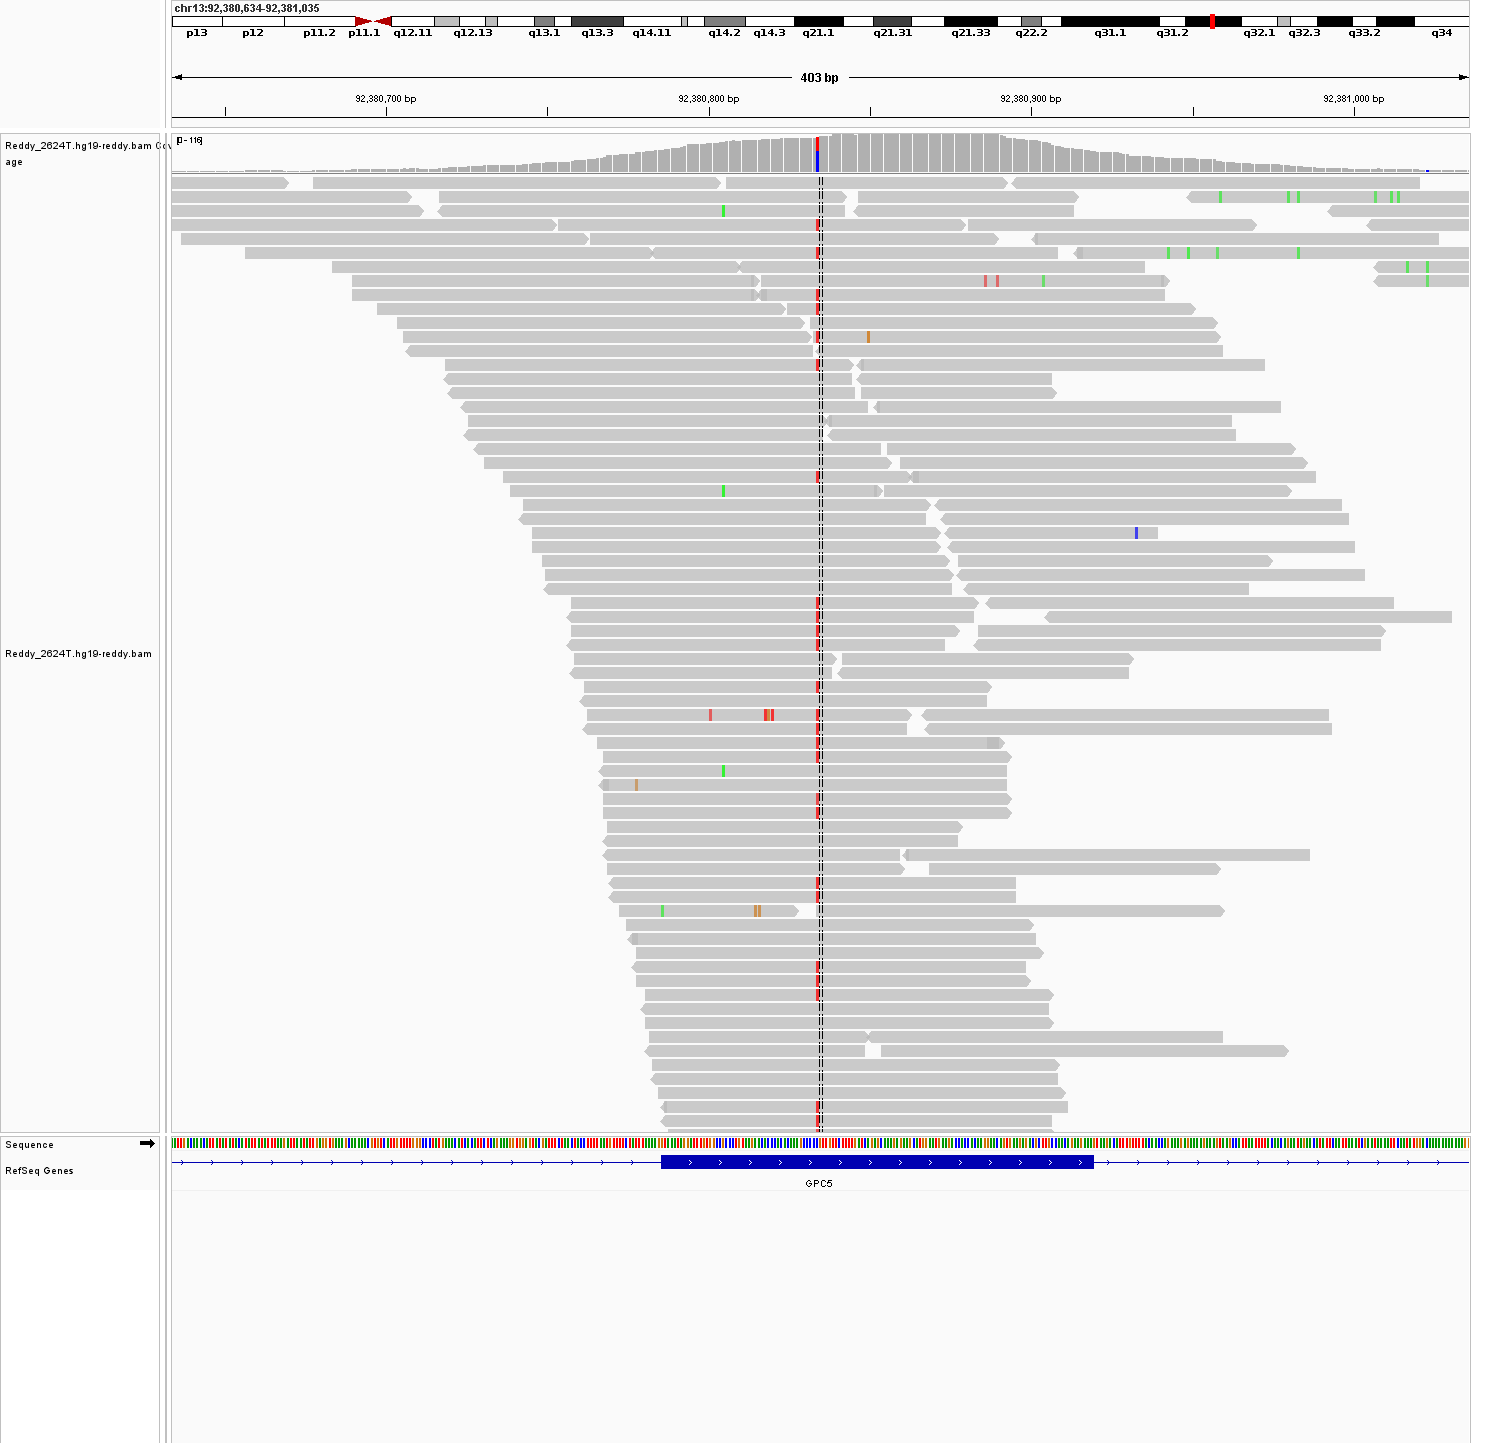 chr13:92,380,634-92,381,035
p13 p12 p11.2 p11.1 q12.11 q12.13 q13.1 q13.3 q14.11 q14.2 q14.3 q21.1 q21.31 q21.33 q22.2 q31.1 q31.2 q32.1 q32.3 q33.2 q34
403 bp
92,380,700 bp 92,380,800 bp 92,380,900 bp 92,381,000 bp
Reddy_2624T.hg19-reddy.bam Cov
age
[0 - 116]
Reddy_2624T.hg19-reddy.bam
Sequence
RefSeq Genes
GPC5